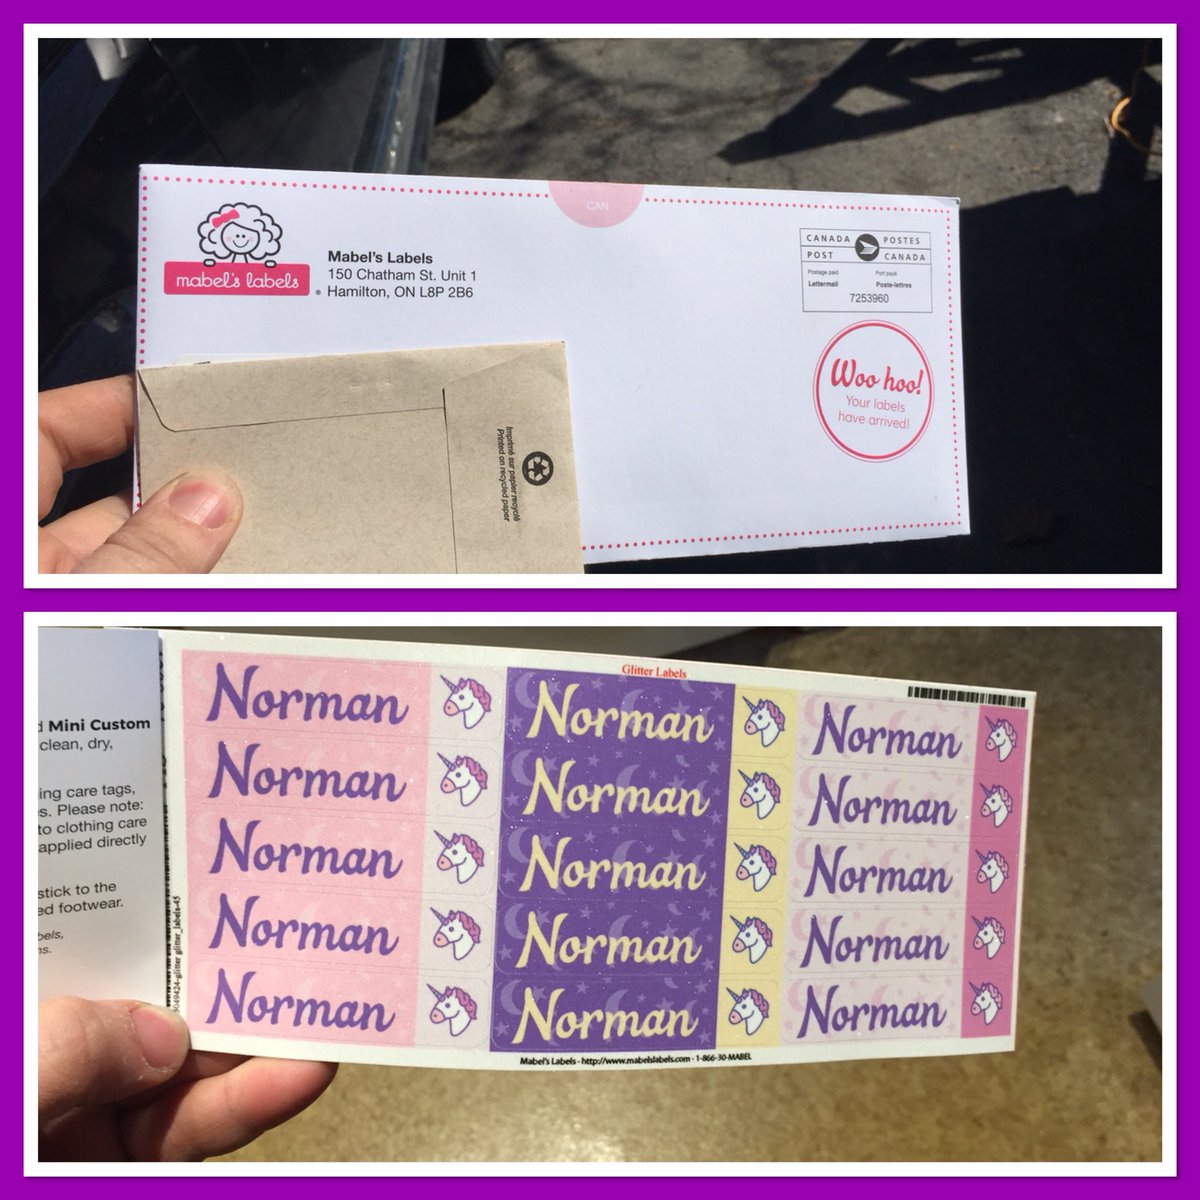 CAN
mabel's labels
Mabel's Labels
150 Chatham St. Unit 1
Hamilton, ON L8P 2B6
CANADA POSTES
POST CANADA
Postage paid Port payé
Lettermail Poste-lettres
7253960
Woo hoo!
Your labels
have arrived!
Imprimé sur papier recyclé
Printed on recycled paper
Mini Custom
clean, dry,
ing care tags,
s. Please note:
to clothing care
applied directly
stick to the
ed footwear.
Glitter Labels
Norman Norman Norman
Norman Norman Norman
Norman Norman Norman
Norman Norman Norman
Norman Norman Norman
Mabel's Labels - http://www.mabelslabels.com - 1-866-30-MABEL